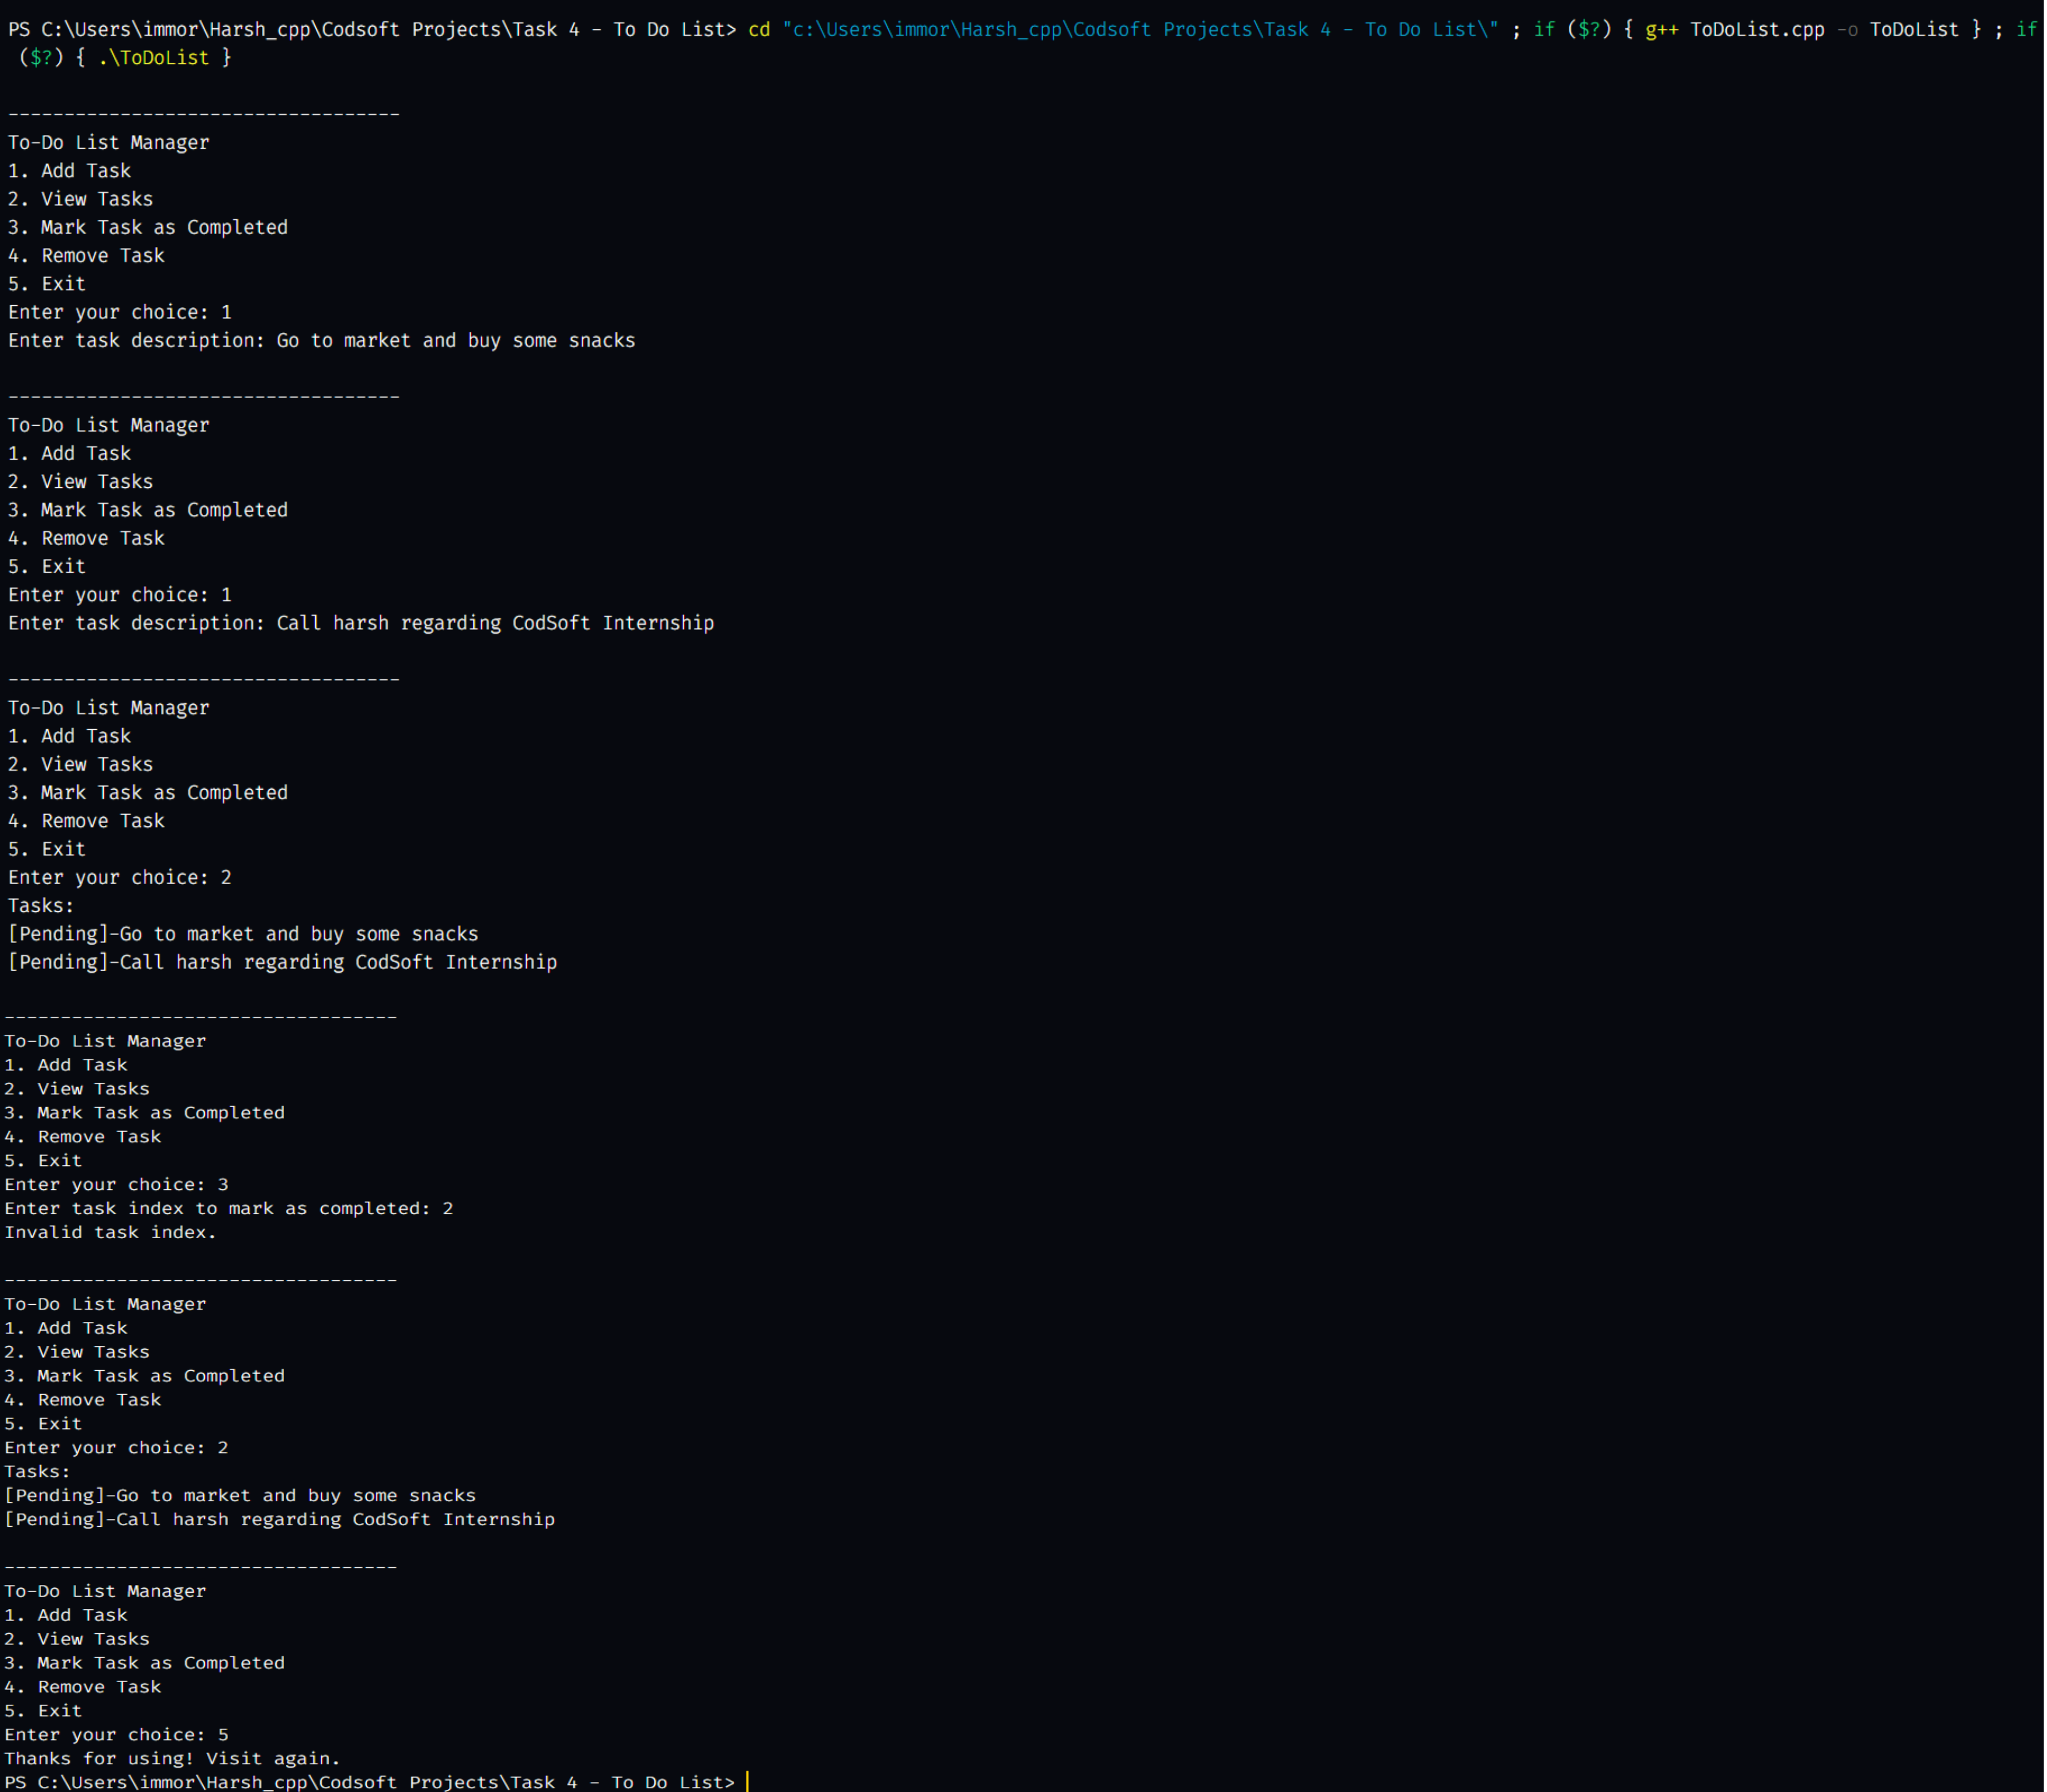 PS C:\Users\immor\Harsh_cpp\Codsoft Projects\Task 4 - To Do List> cd "c:\Users\immor\Harsh_cpp\Codsoft Projects\Task 4 - To Do List\" ; if ($?) { g++ ToDoList.cpp -o ToDoList } ; if
($?) { .\ToDoList }
-----------------------------------
To-Do List Manager
1. Add Task
2. View Tasks
3. Mark Task as Completed
4. Remove Task
5. Exit
Enter your choice: 1
Enter task description: Go to market and buy some snacks
-----------------------------------
To-Do List Manager
1. Add Task
2. View Tasks
3. Mark Task as Completed
4. Remove Task
5. Exit
Enter your choice: 1
Enter task description: Call harsh regarding CodSoft Internship
-----------------------------------
To-Do List Manager
1. Add Task
2. View Tasks
3. Mark Task as Completed
4. Remove Task
5. Exit
Enter your choice: 2
Tasks:
[Pending]-Go to market and buy some snacks
[Pending]-Call harsh regarding CodSoft Internship
-----------------------------------
To-Do List Manager
1. Add Task
2. View Tasks
3. Mark Task as Completed
4. Remove Task
5. Exit
Enter your choice: 3
Enter task index to mark as completed: 2
Invalid task index.
-----------------------------------
To-Do List Manager
1. Add Task
2. View Tasks
3. Mark Task as Completed
4. Remove Task
5. Exit
Enter your choice: 2
Tasks:
[Pending]-Go to market and buy some snacks
[Pending]-Call harsh regarding CodSoft Internship
-----------------------------------
To-Do List Manager
1. Add Task
2. View Tasks
3. Mark Task as Completed
4. Remove Task
5. Exit
Enter your choice: 5
Thanks for using! Visit again.
PS C:\Users\immor\Harsh_cpp\Codsoft Projects\Task 4 - To Do List>